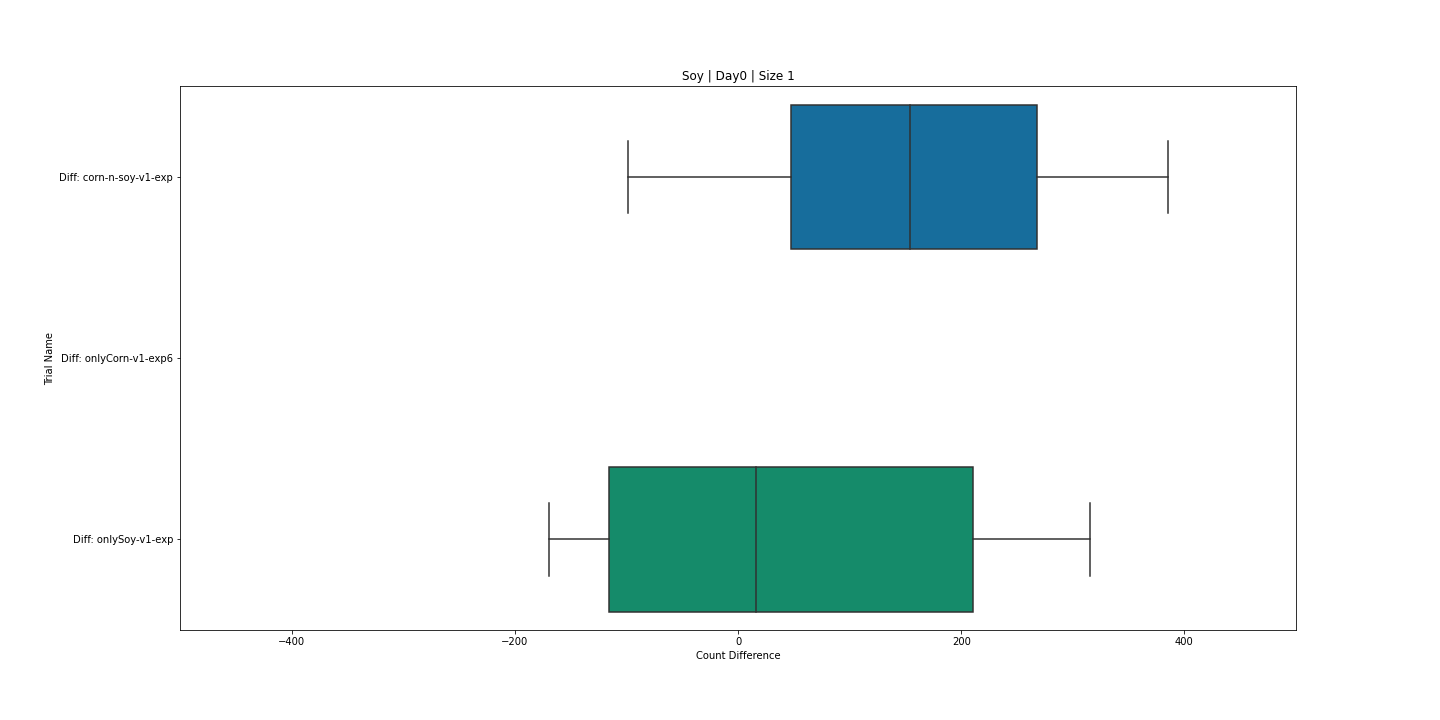 Soy | Day0 | Size 1
Diff: corn-n-soy-v1-exp
Diff: onlyCorn-v1-exp6
Diff: onlySoy-v1-exp
Trial Name
−400
−200
0
200
400
Count Difference